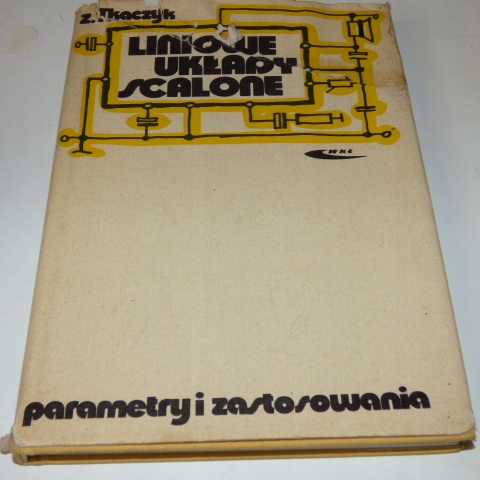 z. Tkaczyk
LINIOWE
UKŁADY
SCALONE
WKŁ
parametry i zastosowania